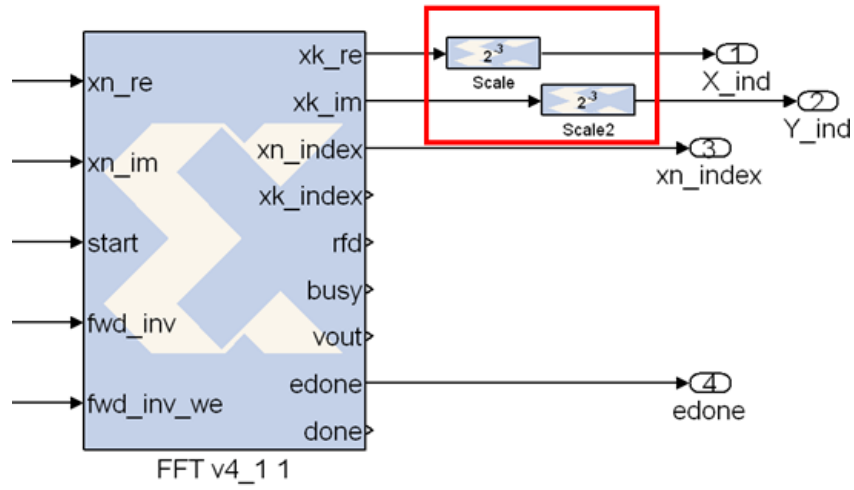 xn_re
xn_im
start
fwd_inv
fwd_inv_we
xk_re
xk_im
xn_index
xk_index
rfd
busy
vout
edone
done
FFT v4_1 1
2-3
Scale
2-3
Scale2
1
X_ind
2
Y_ind
3
xn_index
4
edone